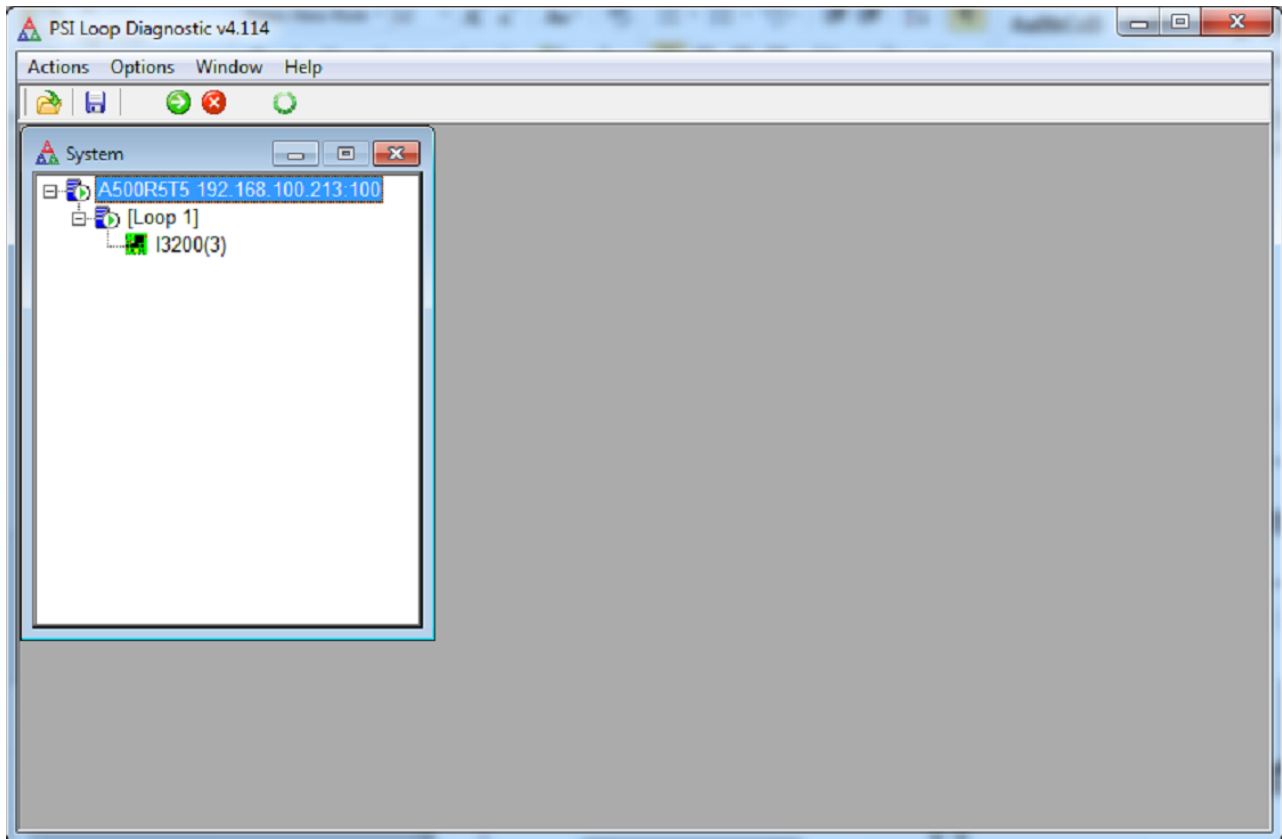 PSI Loop Diagnostic v4.114
Actions Options Window Help
System
A500R5T5 192.168.100.213:100
[Loop 1]
I3200(3)